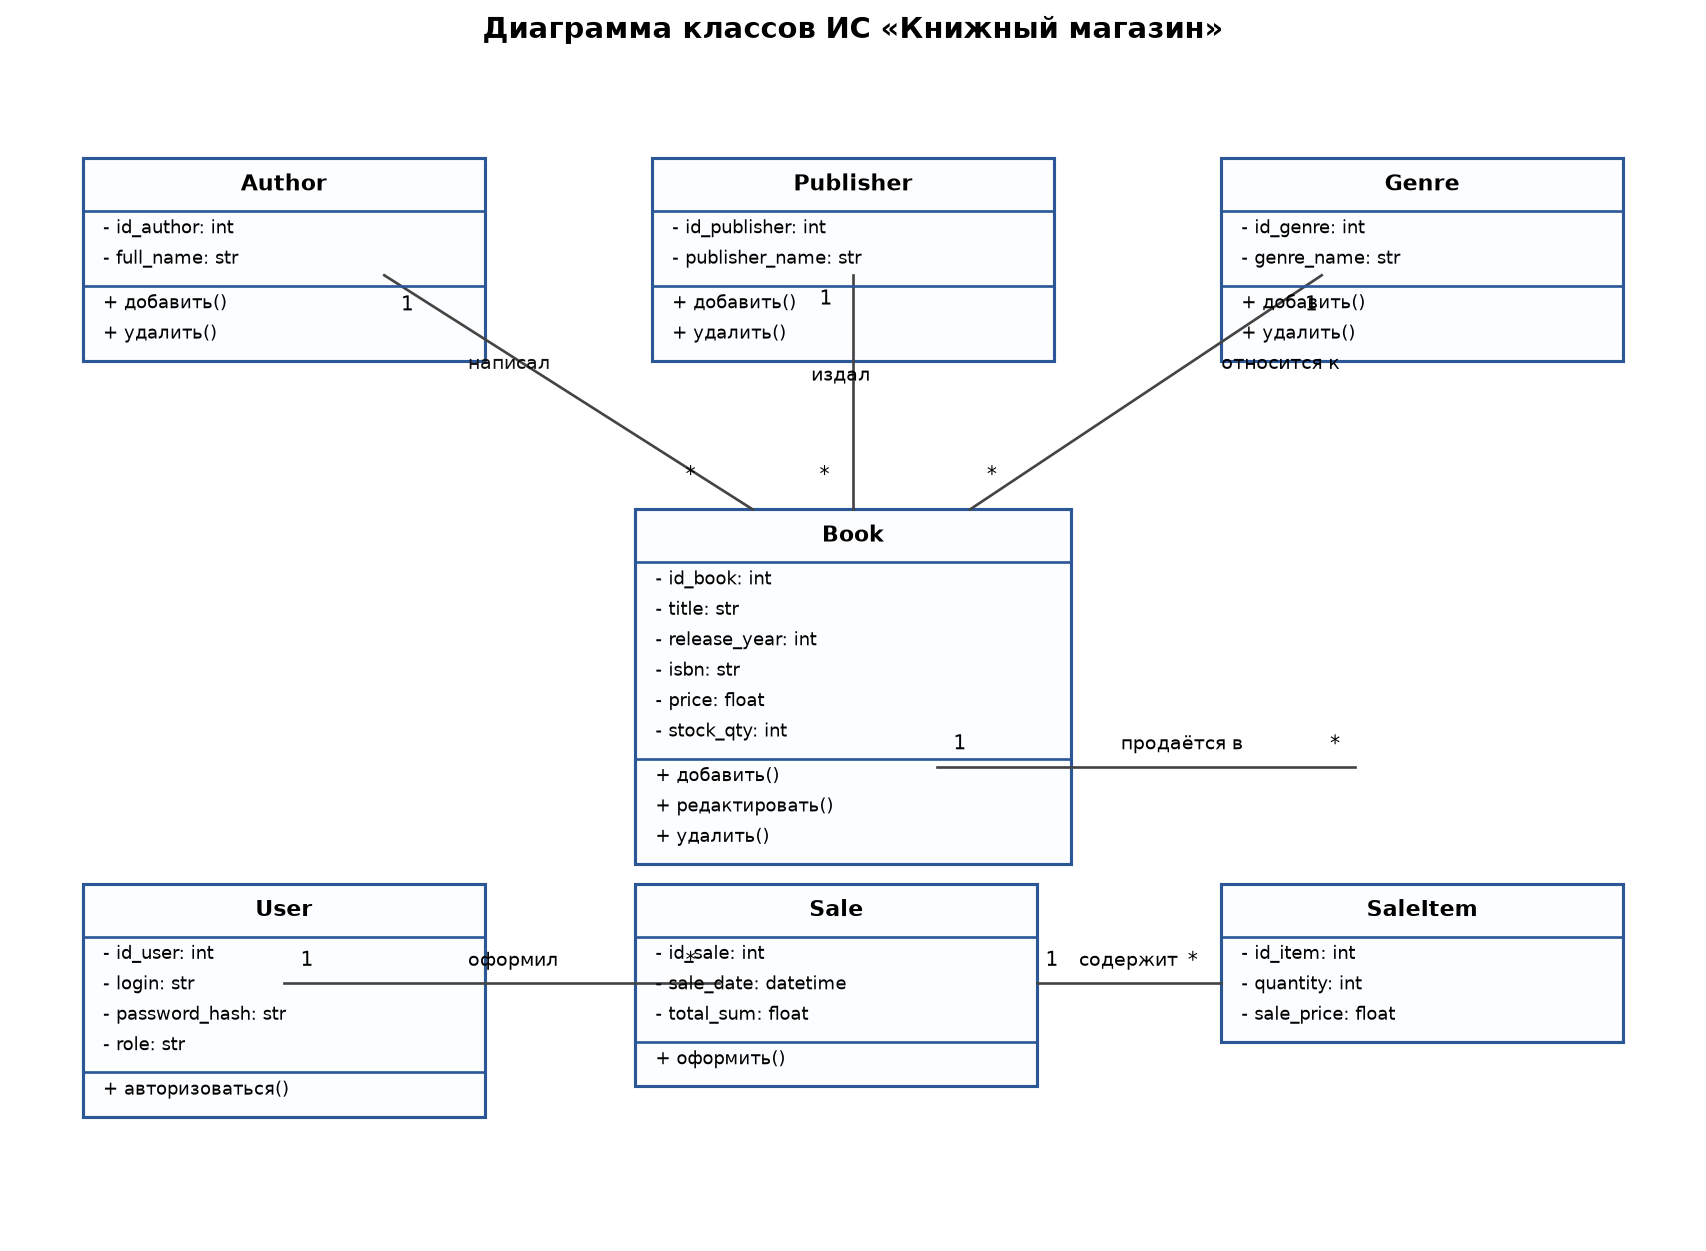 Диаграмма классов ИС «Книжный магазин»
Author
- id_author: int
- full_name: str
+ добавить()
+ удалить()
Publisher
- id_publisher: int
- publisher_name: str
+ добавить()
+ удалить()
Genre
- id_genre: int
- genre_name: str
+ добавить()
+ удалить()
1
написал
*
1
издал
*
1
относится к
*
Book
- id_book: int
- title: str
- release_year: int
- isbn: str
- price: float
- stock_qty: int
+ добавить()
+ редактировать()
+ удалить()
1
продаётся в
*
User
- id_user: int
- login: str
- password_hash: str
- role: str
+ авторизоваться()
1
оформил
*
Sale
- id_sale: int
- sale_date: datetime
- total_sum: float
+ оформить()
1
содержит
*
SaleItem
- id_item: int
- quantity: int
- sale_price: float